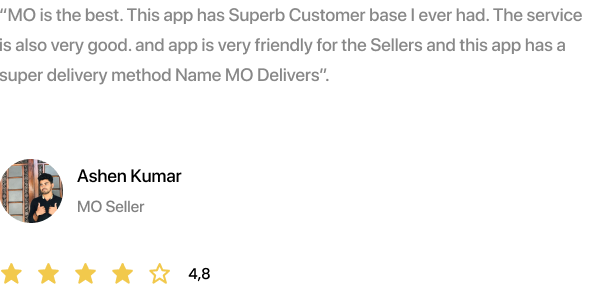 “MO is the best. This app has Superb Customer base I ever had. The service
is also very good. and app is very friendly for the Sellers and this app has a
super delivery method Name MO Delivers”.
Ashen Kumar
MO Seller
4,8